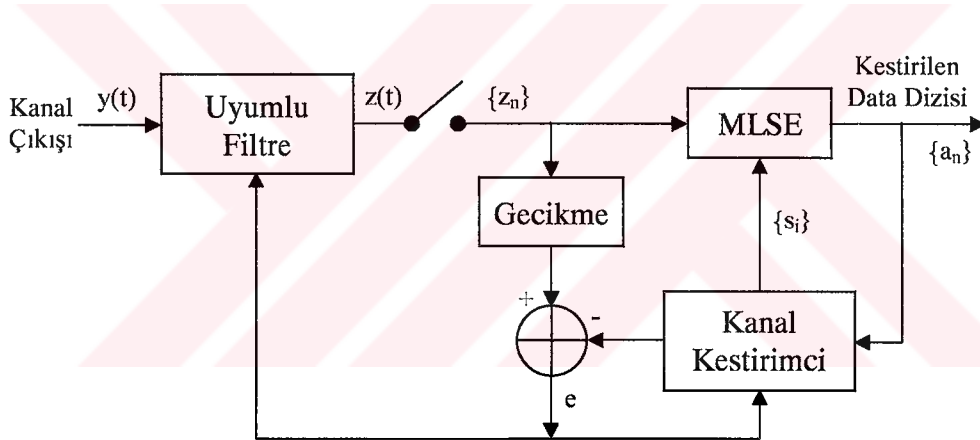 Kanal
Çıkışı
y(t)
Uyumlu
Filtre
z(t)
{zₙ}
MLSE
Kestirilen
Data Dizisi
{aₙ}
Gecikme
{sᵢ}
+
-
Kanal
Kestirimci
e